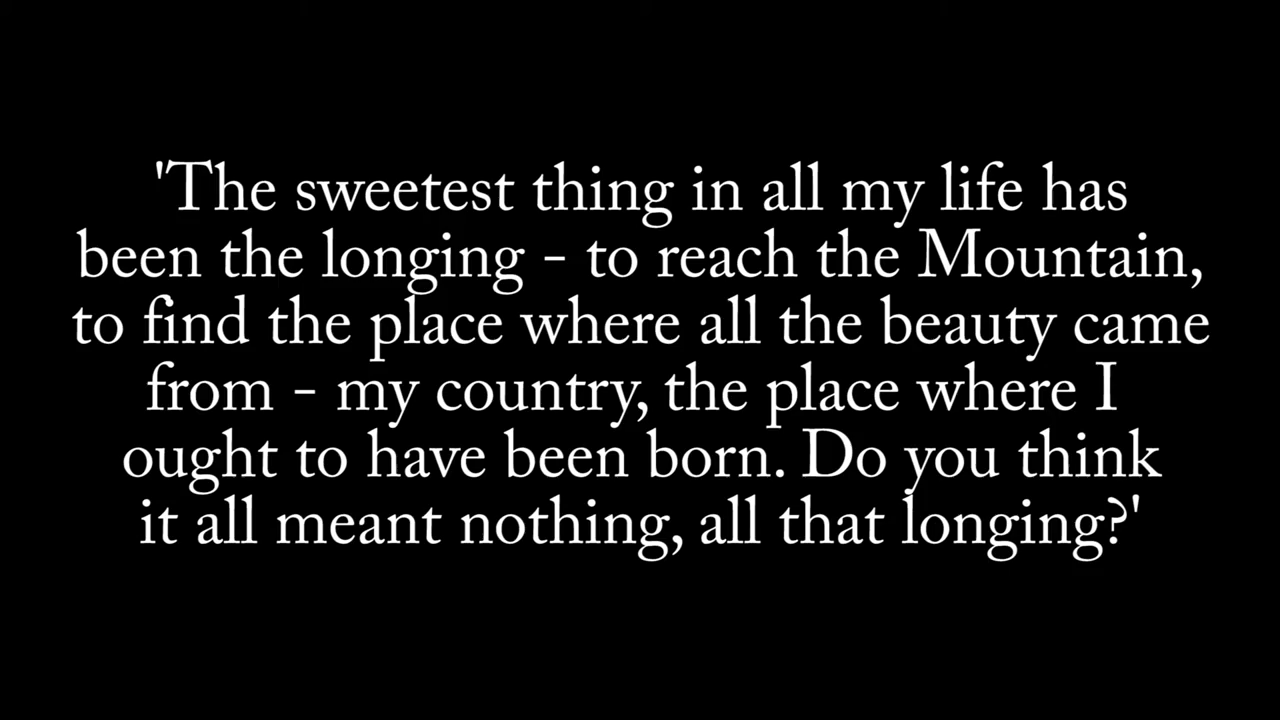 'The sweetest thing in all my life has
been the longing - to reach the Mountain,
to find the place where all the beauty came
from - my country, the place where I
ought to have been born. Do you think
it all meant nothing, all that longing?'